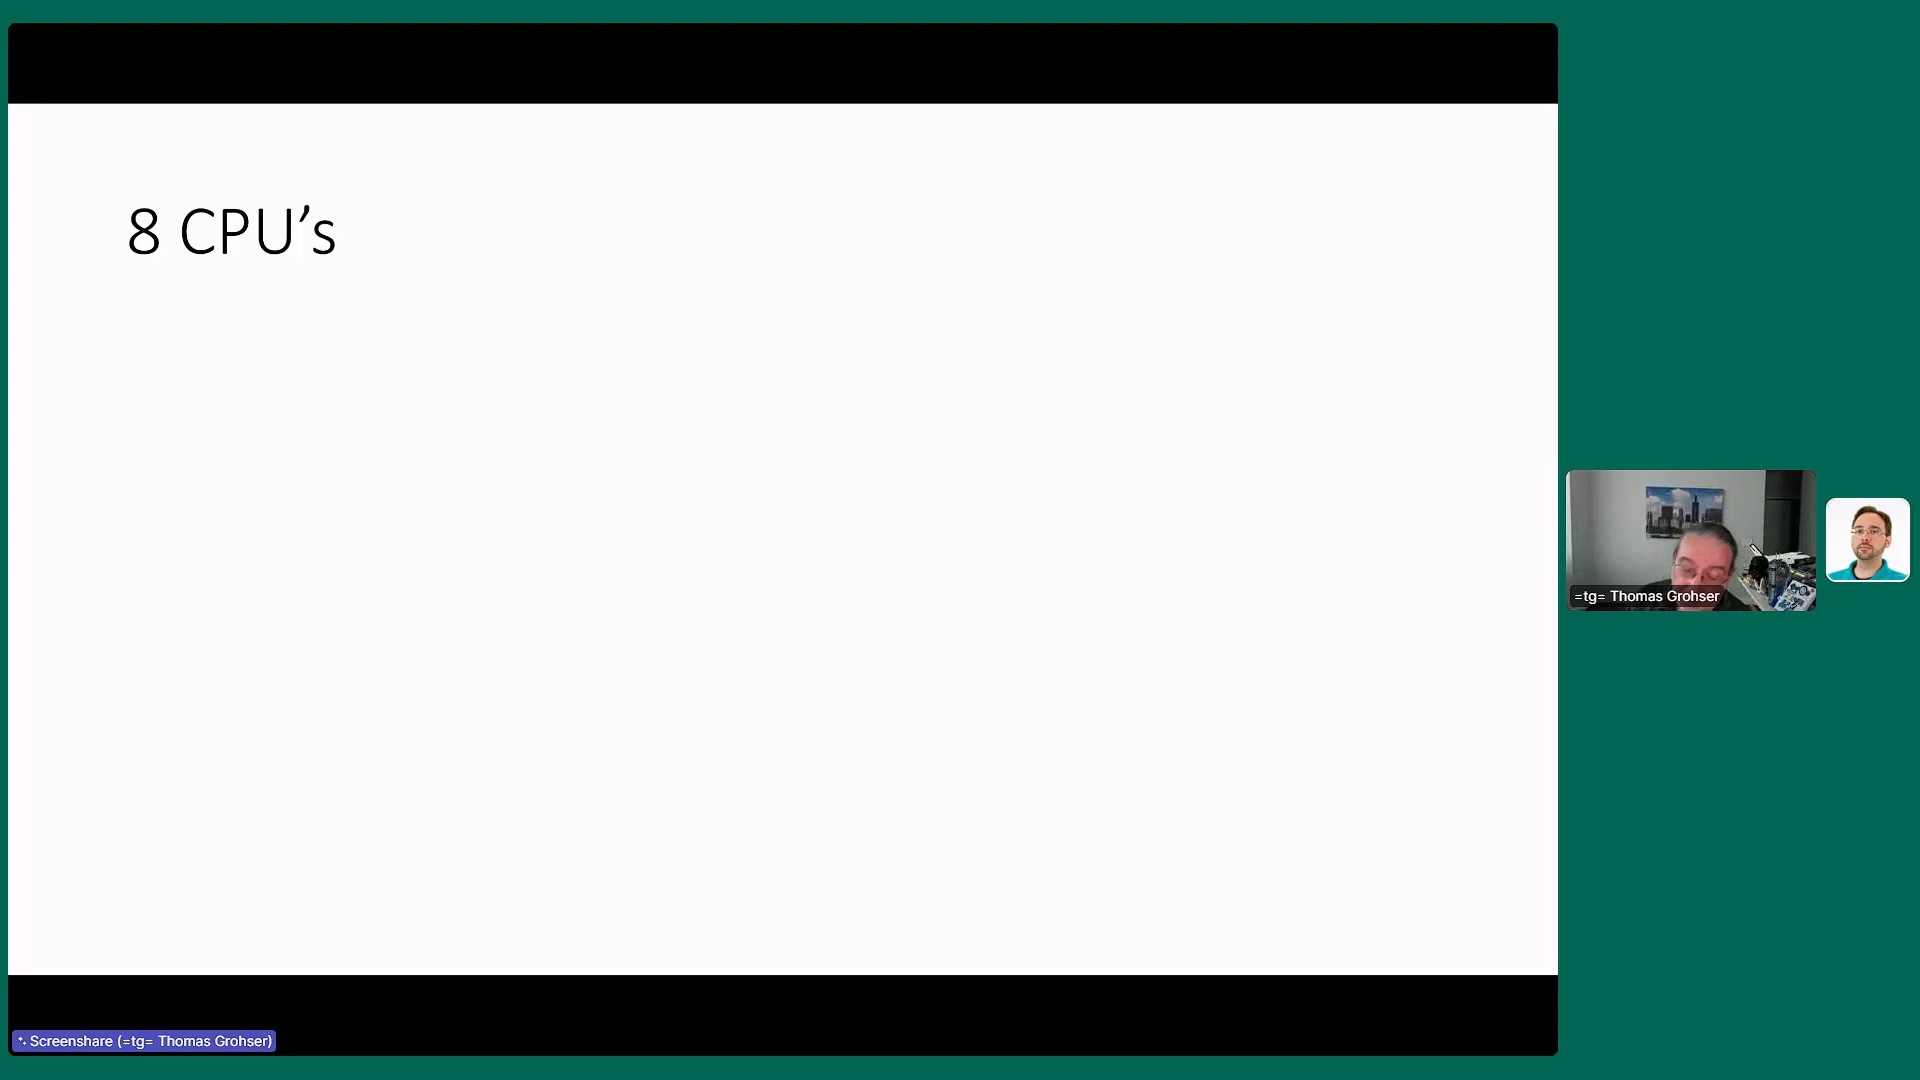 8 CPU’s
=tg= Thomas Grohser
Screenshare (=tg= Thomas Grohser)